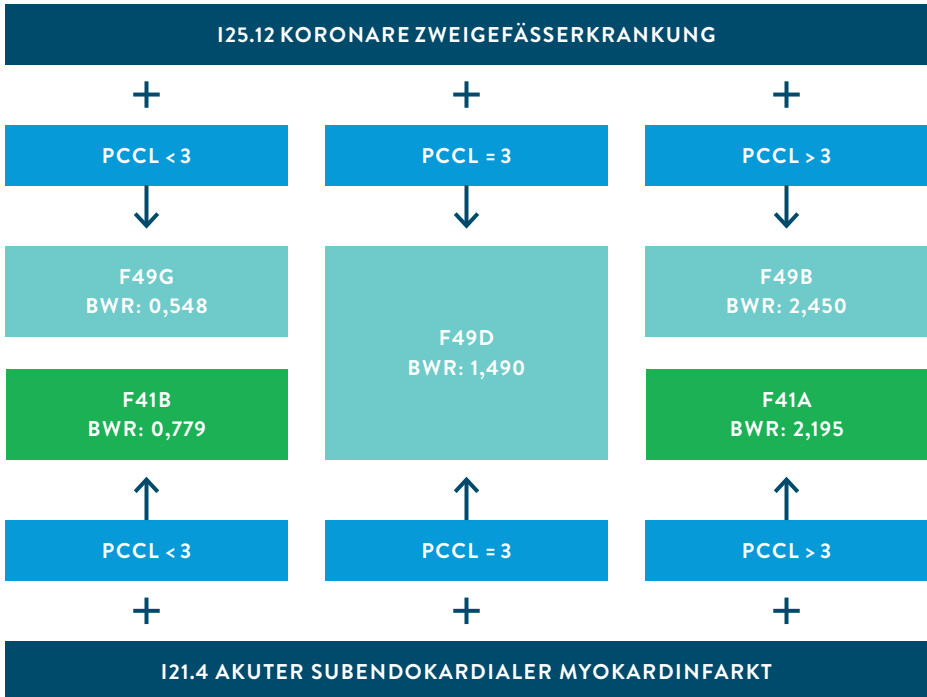 I25.12 KORONARE ZWEIGEFÄSSERKRANKUNG
+ + +
PCCL < 3
PCCL = 3
PCCL > 3
F49G
BWR: 0,548
F49D
BWR: 1,490
F49B
BWR: 2,450
F41B
BWR: 0,779
F41A
BWR: 2,195
PCCL < 3
PCCL = 3
PCCL > 3
+ + +
I21.4 AKUTER SUBENDOKARDIALER MYOKARDINFARKT